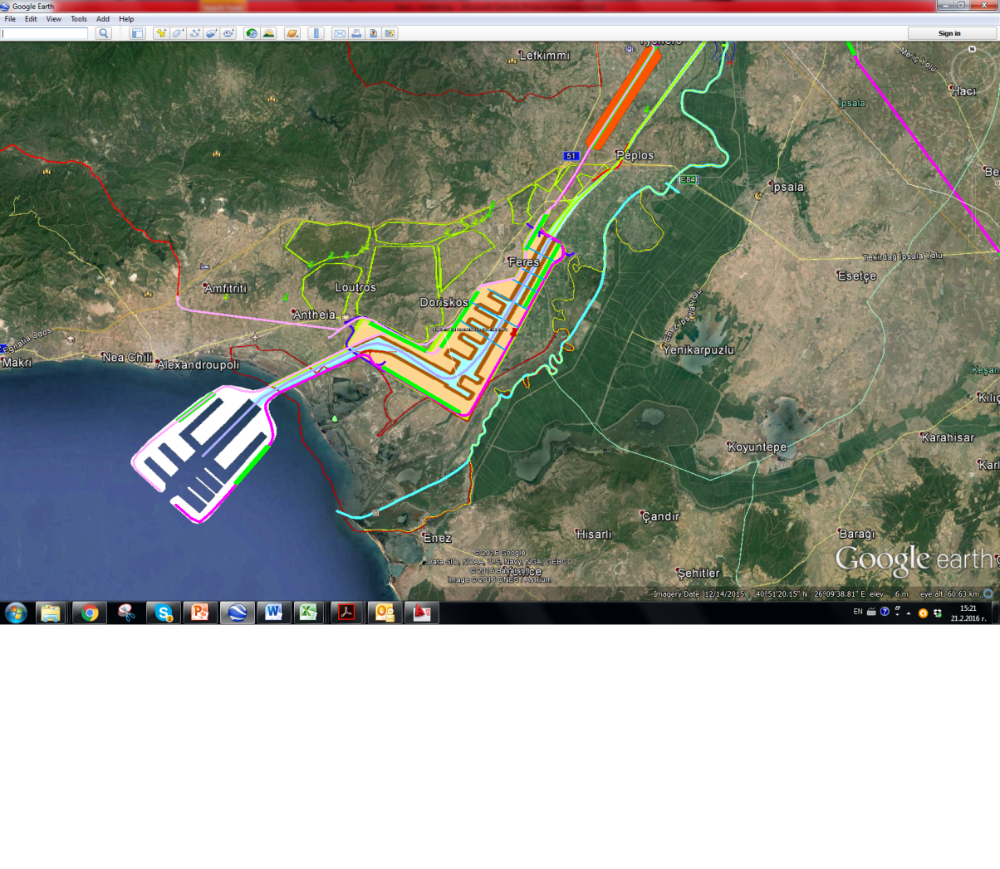 Google Earth
File Edit View Tools Add Help
Sign in
Lefkimmi
Meriç Yolu
N
Hacı
İpsala
51
Peplos
Be
E84
İpsala
Tekirdağ İpsala Yolu
Feres
Esetçe
Amfitriti
Loutros
Doriskos
Antheia
Egnatia Odos
Makri
Nea Chili
Alexandroupoli
Yenikarpuzlu
Keşan
Kılıç
Karahisar
Koyuntepe
Karl
Çandır
Enez
Hisarlı
Barağı
© 2016 Google
Data SIO, NOAA, U.S. Navy, NGA, GEBCO
© 2016 Basarsoft
Image © 2016 CNES / Astrium
Şehitler
Google earth
Imagery Date: 12/14/2015 40°51'20.15" N 26°09'38.81" E elev 6 m eye alt 60.63 km
EN
15:21
21.2.2016 г.